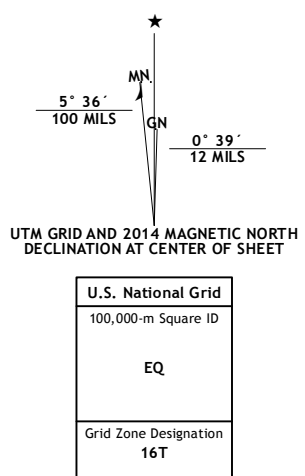 ★
MN.
5° 36´
100 MILS
GN
0° 39´
12 MILS
UTM GRID AND 2014 MAGNETIC NORTH
DECLINATION AT CENTER OF SHEET
U.S. National Grid
100,000-m Square ID
EQ
Grid Zone Designation
16T